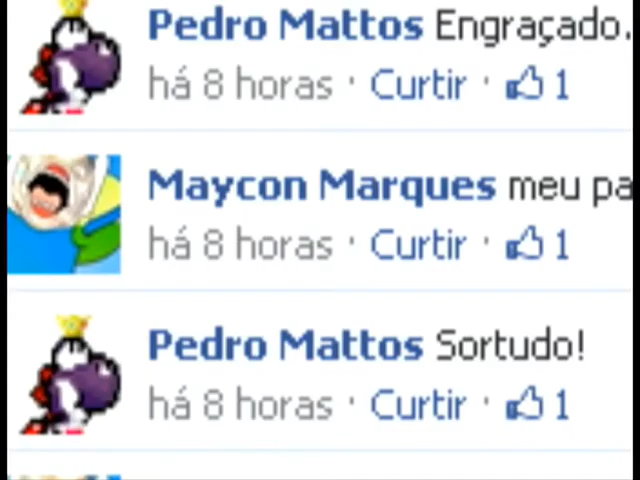 Pedro Mattos Engraçado.
há 8 horas · Curtir · 1
Maycon Marques meu pa
há 8 horas · Curtir · 1
Pedro Mattos Sortudo!
há 8 horas · Curtir · 1